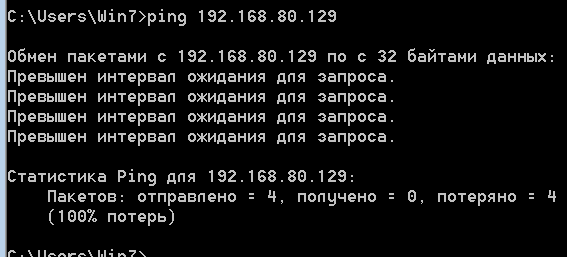 C:\Users\Win7>ping 192.168.80.129
Обмен пакетами с 192.168.80.129 по с 32 байтами данных:
Превышен интервал ожидания для запроса.
Превышен интервал ожидания для запроса.
Превышен интервал ожидания для запроса.
Превышен интервал ожидания для запроса.
Статистика Ping для 192.168.80.129:
Пакетов: отправлено = 4, получено = 0, потеряно = 4
(100% потерь)
C:\Users\Win7>